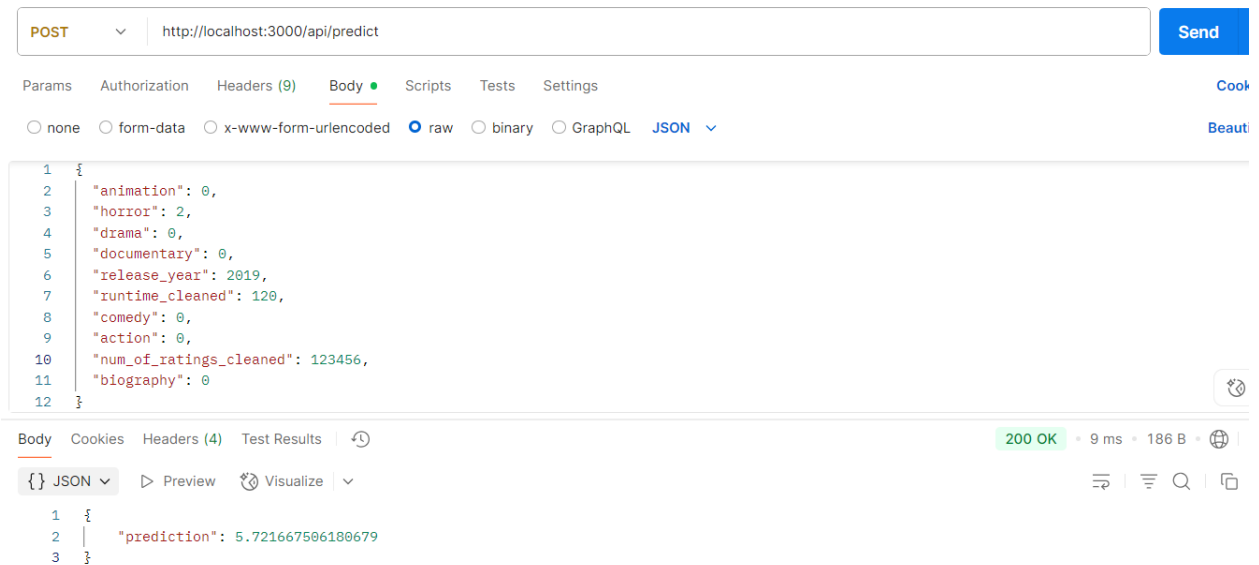 POST http://localhost:3000/api/predict Send
Params Authorization Headers (9) Body Scripts Tests Settings Cook
none form-data x-www-form-urlencoded raw binary GraphQL JSON Beauti
1 {
2 "animation": 0,
3 "horror": 2,
4 "drama": 0,
5 "documentary": 0,
6 "release_year": 2019,
7 "runtime_cleaned": 120,
8 "comedy": 0,
9 "action": 0,
10 "num_of_ratings_cleaned": 123456,
11 "biography": 0
12 }
Body Cookies Headers (4) Test Results 200 OK • 9 ms • 186 B •
{} JSON Preview Visualize
1 {
2 "prediction": 5.721667506180679
3 }